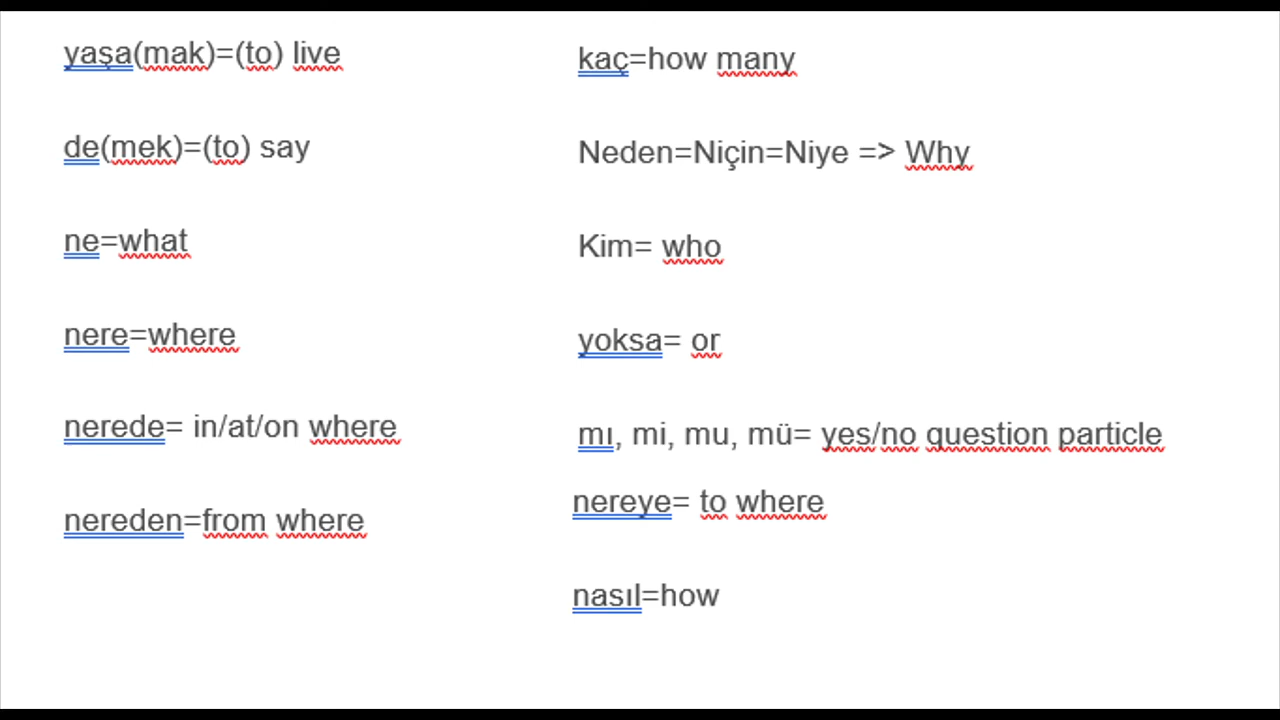 yaşa(mak)=(to) live
de(mek)=(to) say
ne=what
nere=where
nerede= in/at/on where
nereden=from where
kaç=how many
Neden=Niçin=Niye => Why
Kim= who
yoksa= or
mı, mi, mu, mü= yes/no question particle
nereye= to where
nasıl=how